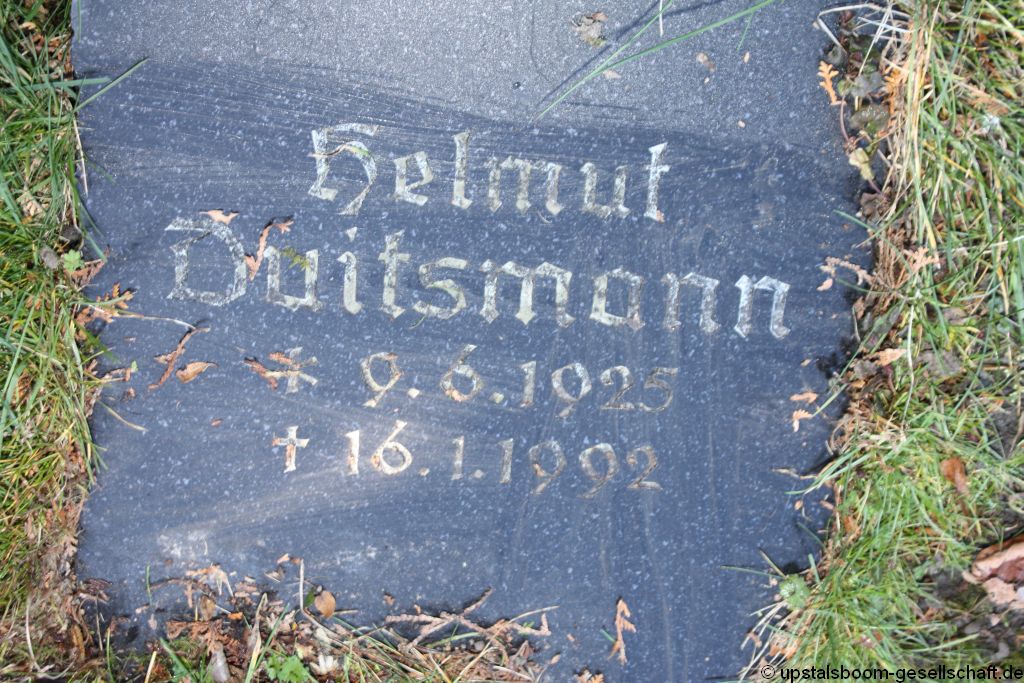 Helmut
Duitsmann
* 9. 6. 1925
† 16. 1. 1992
© upstalsboom-gesellschaft.de